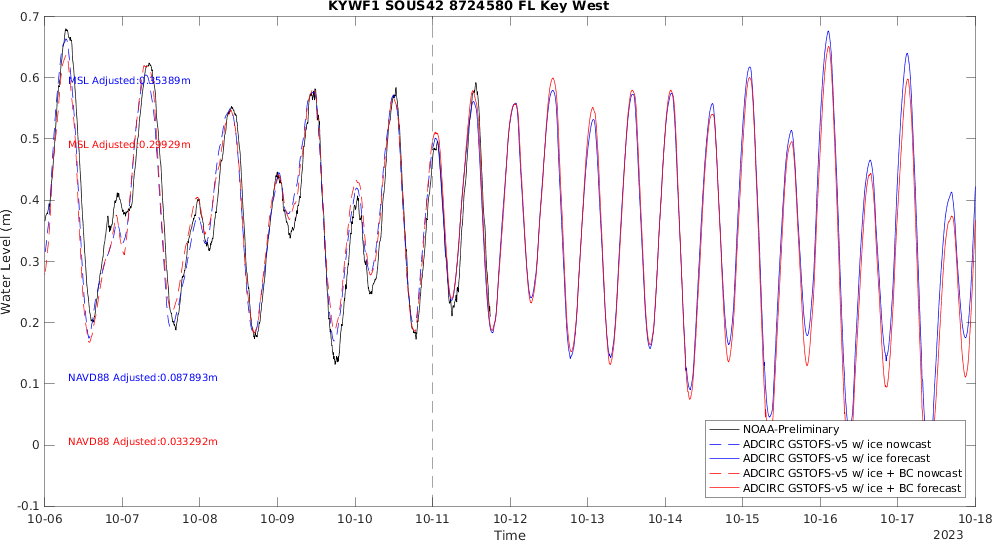 KYWF1 SOUS42 8724580 FL Key West
0.7
0.6
0.5
0.4
0.3
0.2
0.1
0
-0.1
Water Level (m)
MSL Adjusted:0.35389m
MSL Adjusted:0.29929m
NAVD88 Adjusted:0.087893m
NAVD88 Adjusted:0.033292m
NOAA-Preliminary
ADCIRC GSTOFS-v5 w/ ice nowcast
ADCIRC GSTOFS-v5 w/ ice forecast
ADCIRC GSTOFS-v5 w/ ice + BC nowcast
ADCIRC GSTOFS-v5 w/ ice + BC forecast
10-06 10-07 10-08 10-09 10-10 10-11 10-12 10-13 10-14 10-15 10-16 10-17 10-18
Time
2023